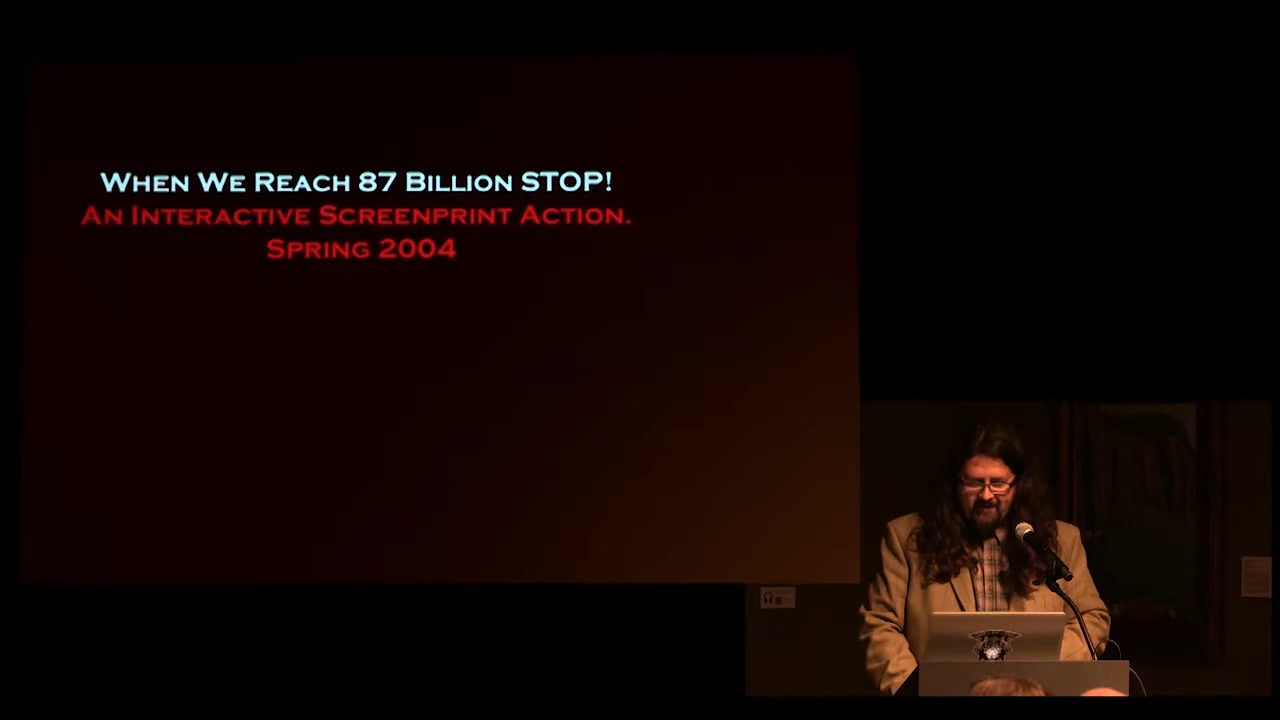 When We Reach 87 Billion STOP!
An Interactive Screenprint Action.
Spring 2004